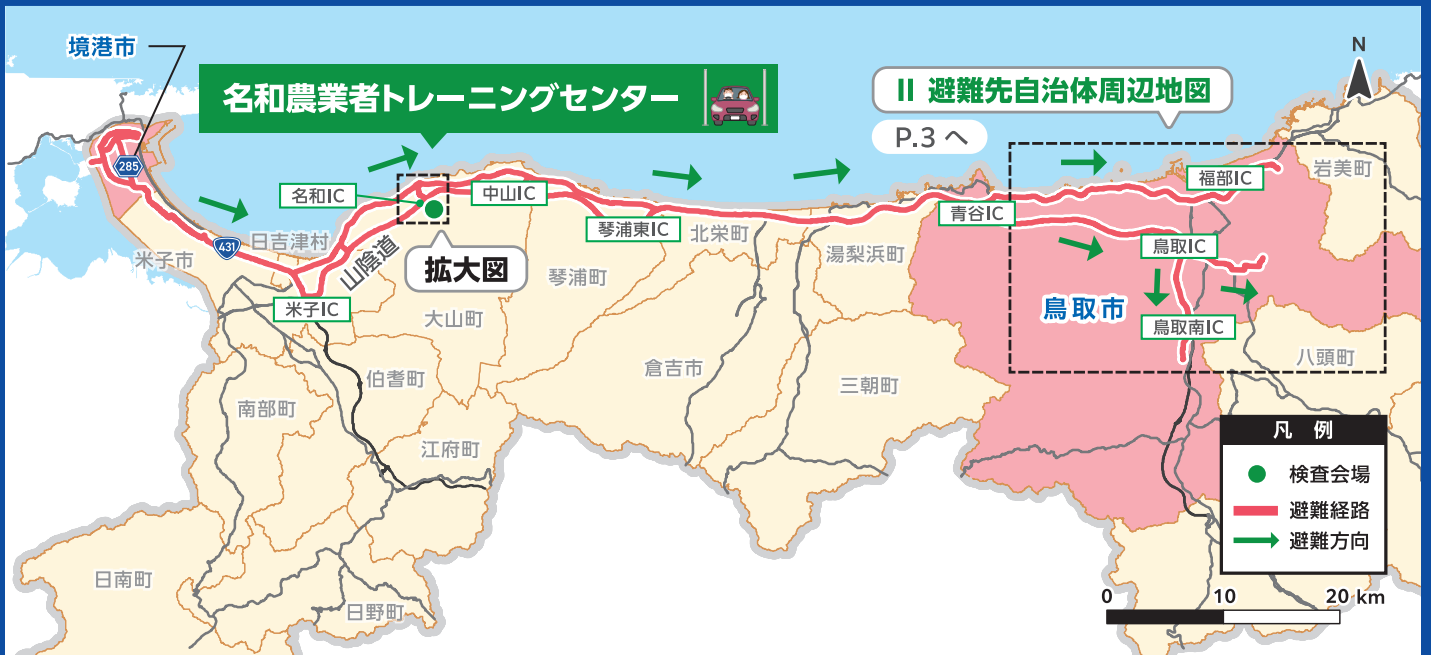 境港市
名和農業者トレーニングセンター
II 避難先自治体周辺地図
P.3 へ
N
285
名和IC
中山IC
福部IC
岩美町
青谷IC
琴浦東IC
北栄町
431
日吉津村
米子市
山陰道
拡大図
琴浦町
湯梨浜町
鳥取IC
米子IC
大山町
鳥取市
鳥取南IC
八頭町
倉吉市
三朝町
伯耆町
南部町
江府町
日南町
日野町
凡 例
検査会場
避難経路
避難方向
0 10 20 km